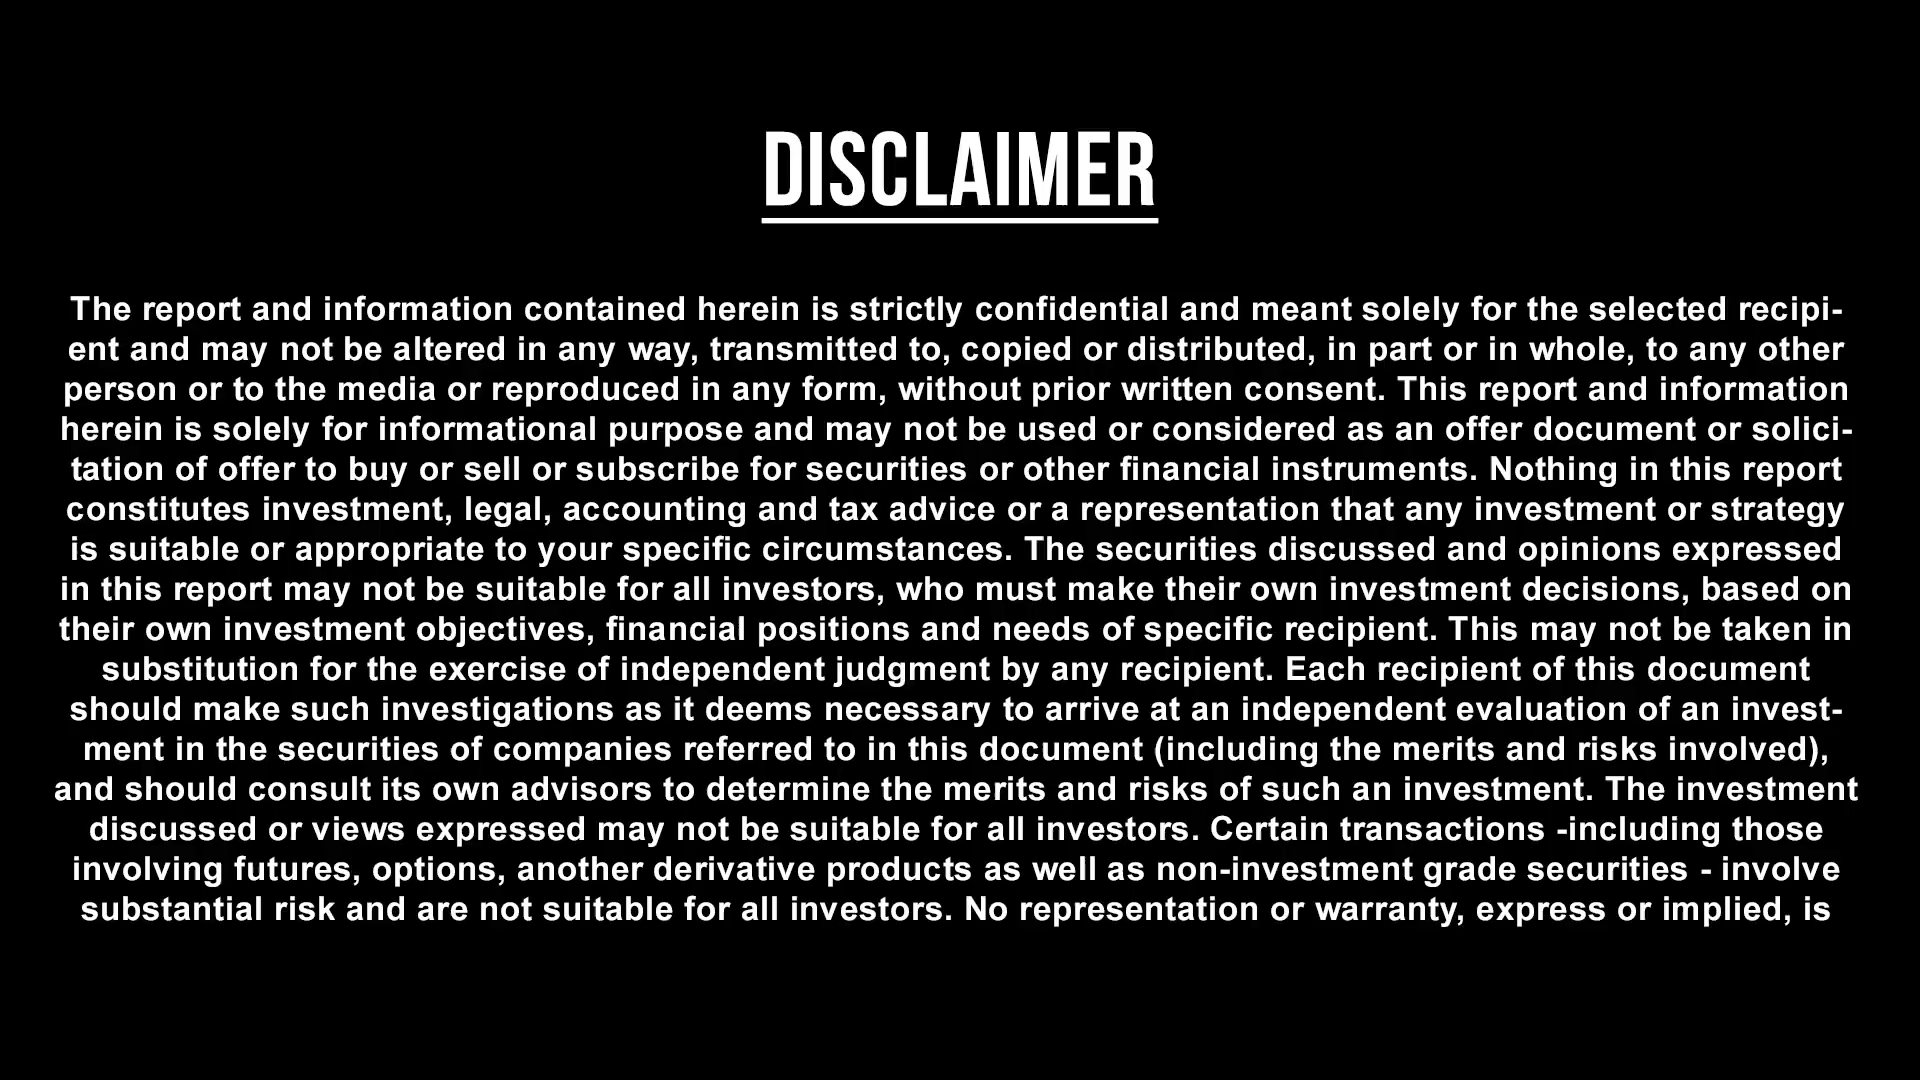 DISCLAIMER
The report and information contained herein is strictly confidential and meant solely for the selected recipi-
ent and may not be altered in any way, transmitted to, copied or distributed, in part or in whole, to any other
person or to the media or reproduced in any form, without prior written consent. This report and information
herein is solely for informational purpose and may not be used or considered as an offer document or solici-
tation of offer to buy or sell or subscribe for securities or other financial instruments. Nothing in this report
constitutes investment, legal, accounting and tax advice or a representation that any investment or strategy
is suitable or appropriate to your specific circumstances. The securities discussed and opinions expressed
in this report may not be suitable for all investors, who must make their own investment decisions, based on
their own investment objectives, financial positions and needs of specific recipient. This may not be taken in
substitution for the exercise of independent judgment by any recipient. Each recipient of this document
should make such investigations as it deems necessary to arrive at an independent evaluation of an invest-
ment in the securities of companies referred to in this document (including the merits and risks involved),
and should consult its own advisors to determine the merits and risks of such an investment. The investment
discussed or views expressed may not be suitable for all investors. Certain transactions -including those
involving futures, options, another derivative products as well as non-investment grade securities - involve
substantial risk and are not suitable for all investors. No representation or warranty, express or implied, is